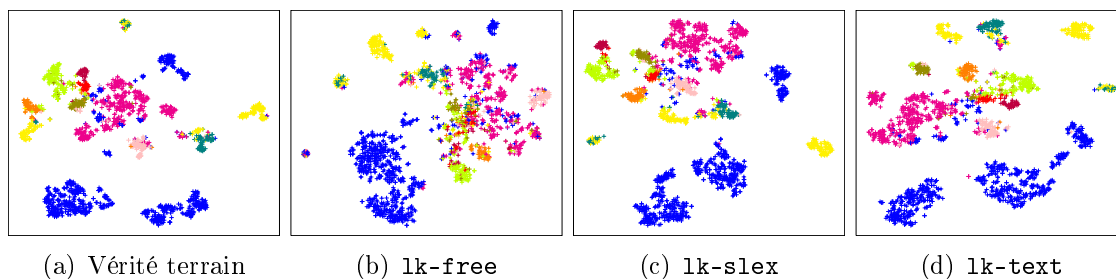 (a) Vérité terrain
(b) lk-free
(c) lk-slex
(d) lk-text